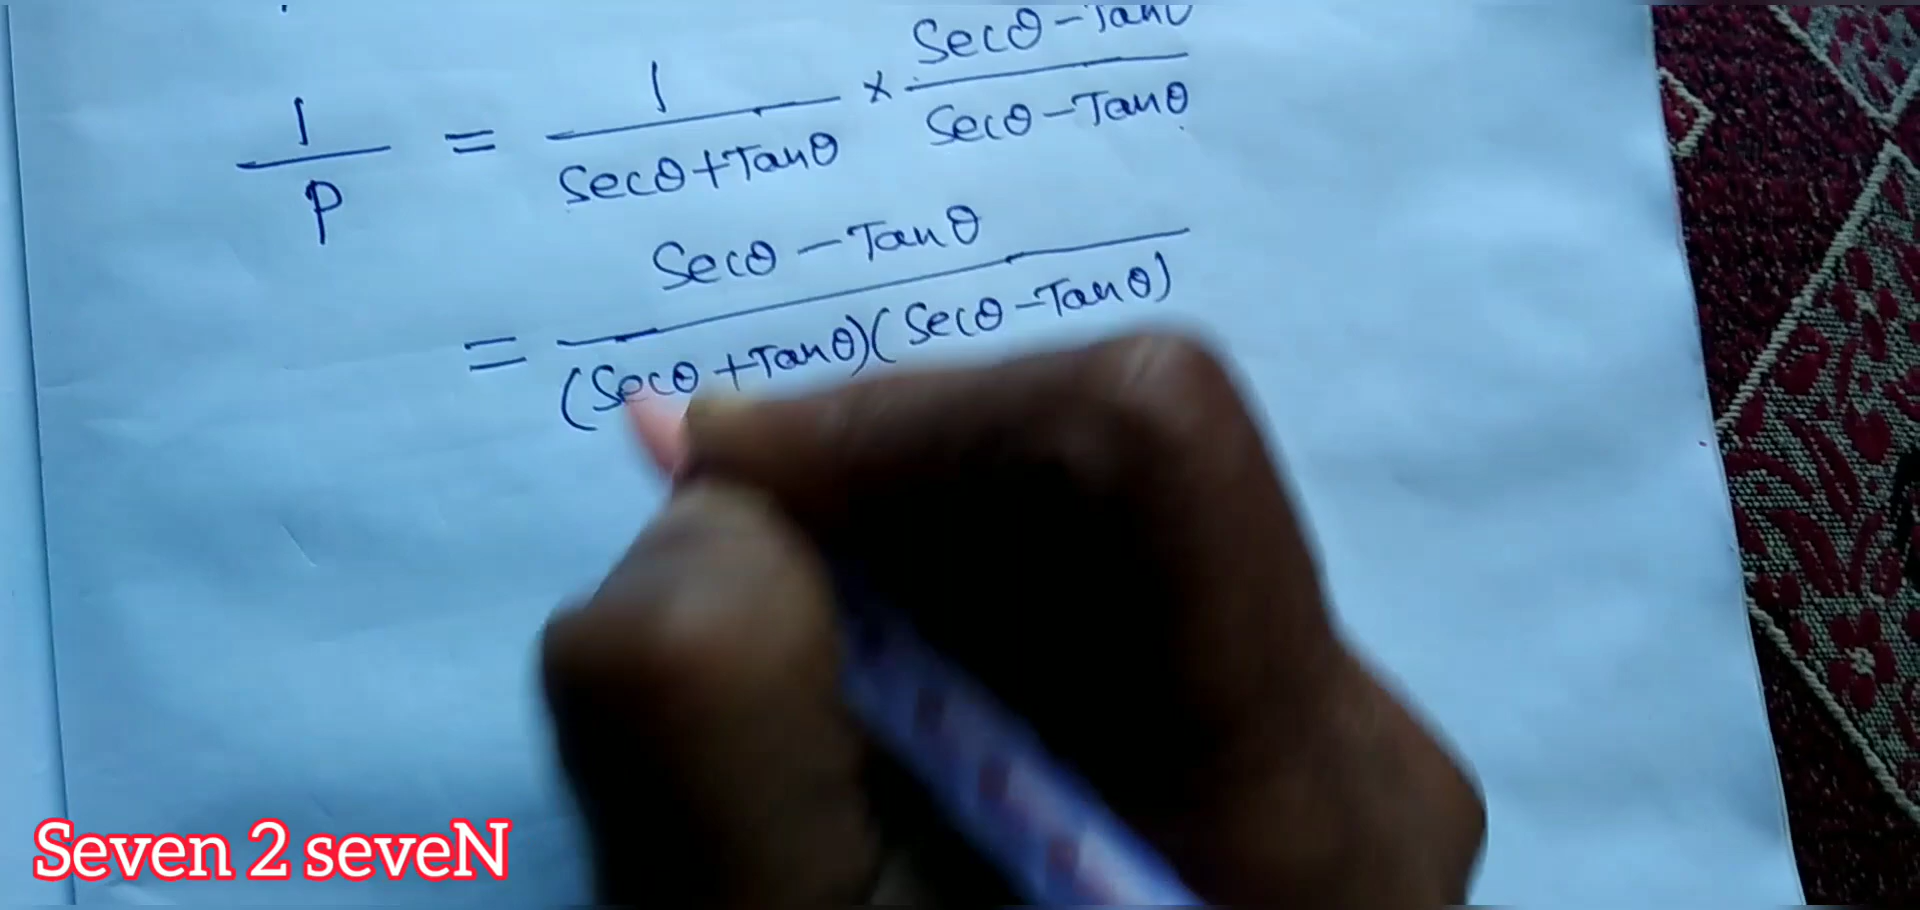 1/P = 1/(Secθ+Tanθ) × (Secθ-Tanθ)/(Secθ-Tanθ)
= (Secθ-Tanθ)/((Secθ+Tanθ)(Secθ-Tanθ))
Seven 2 seveN